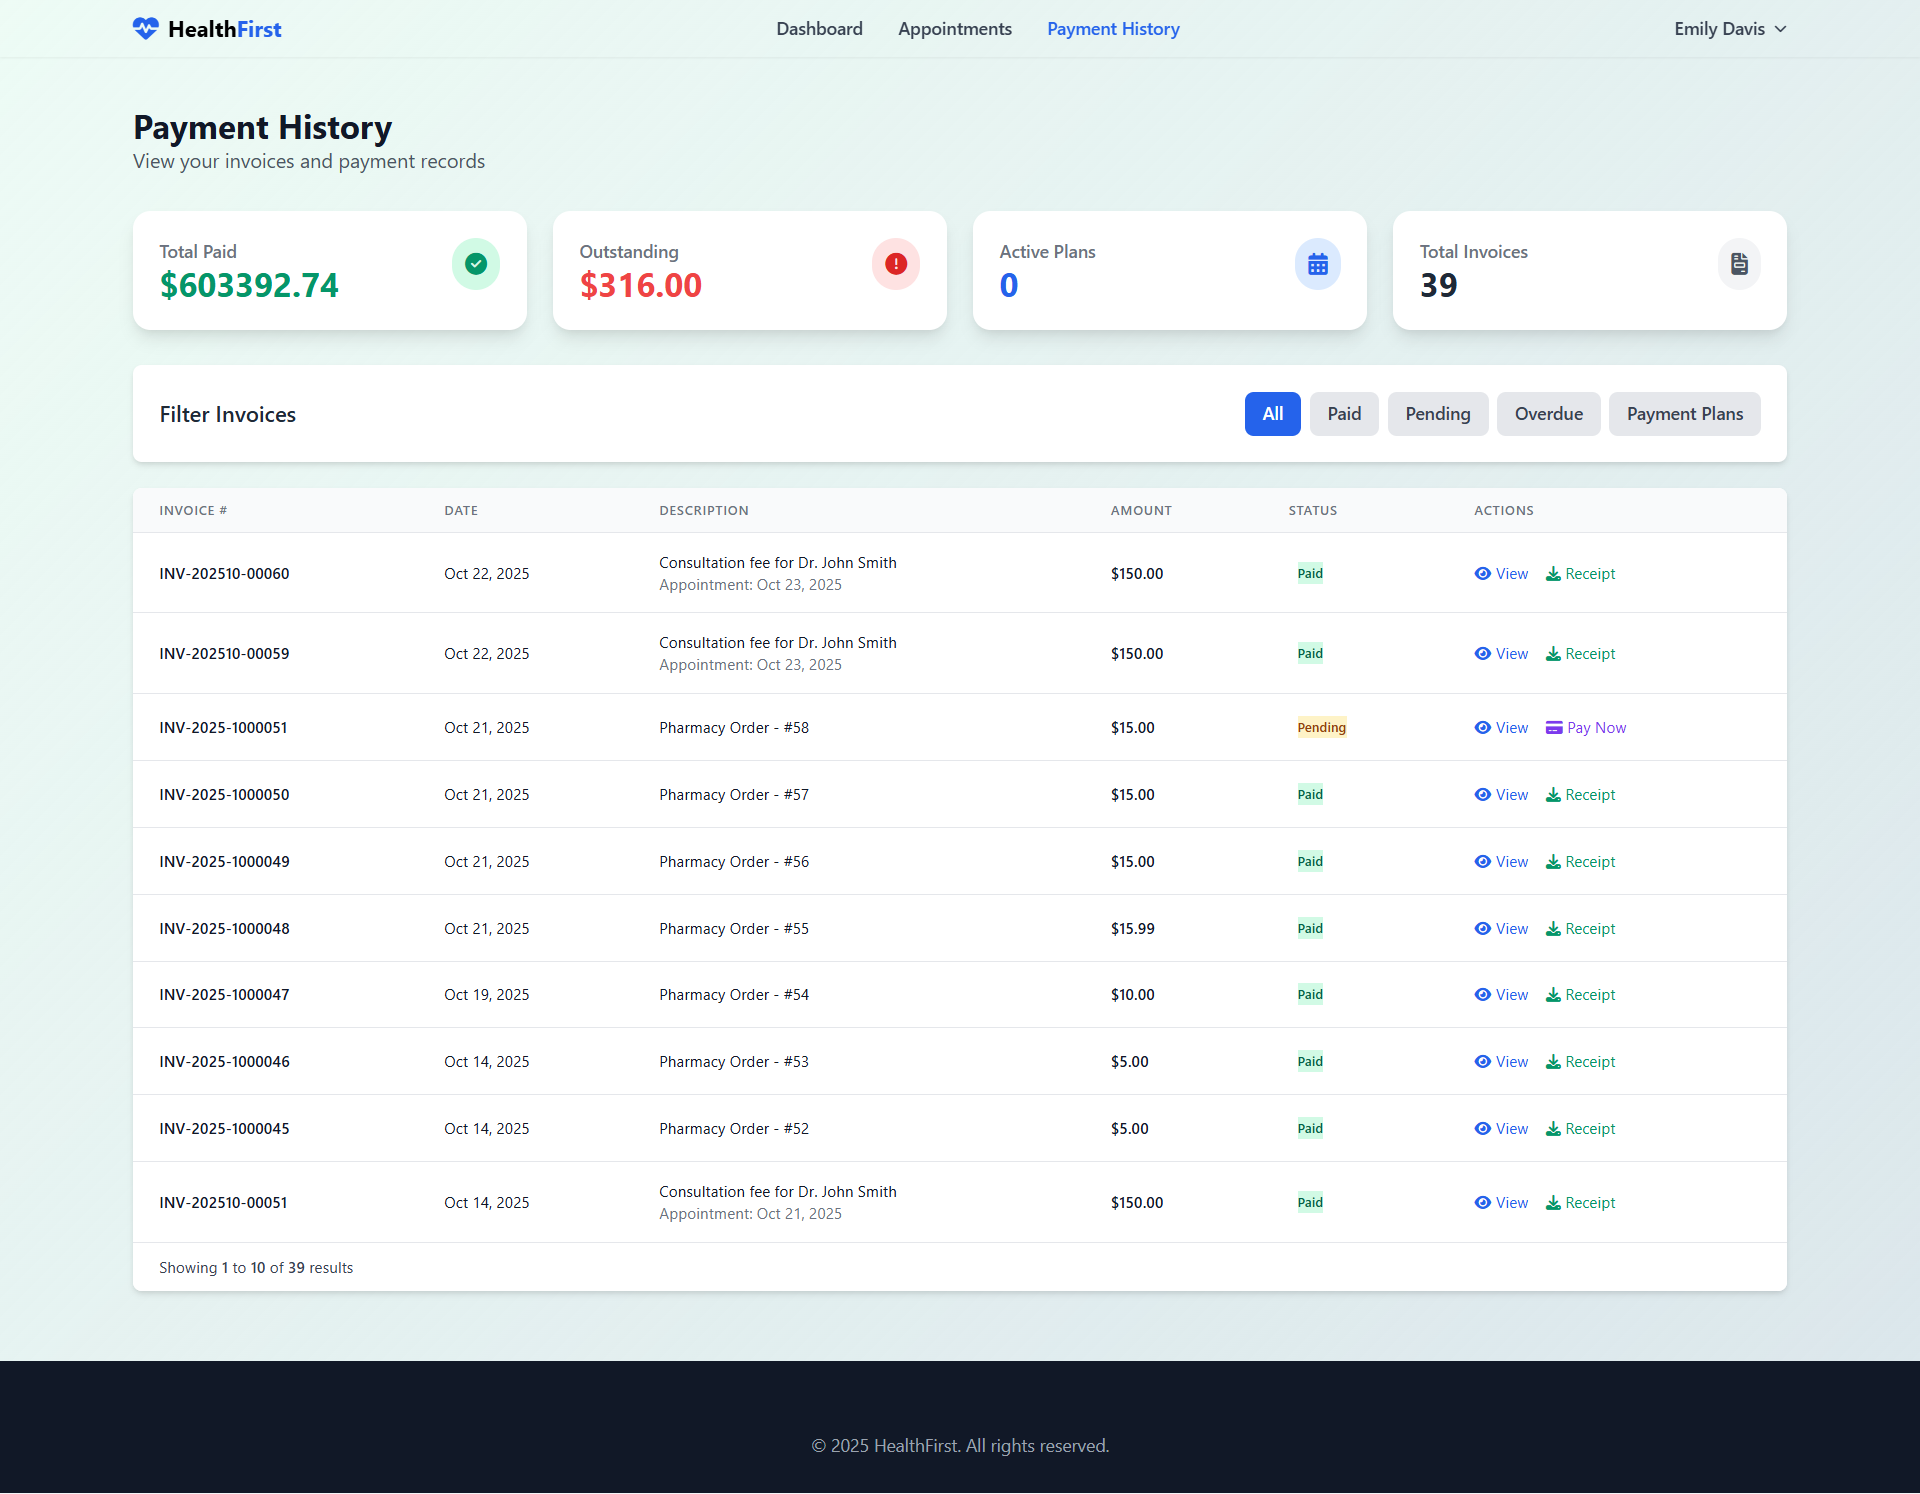 HealthFirst
Dashboard Appointments Payment History
Emily Davis
Payment History
View your invoices and payment records
Total Paid
$603392.74
Outstanding
$316.00
Active Plans
0
Total Invoices
39
Filter Invoices
All Paid Pending Overdue Payment Plans
INVOICE # DATE DESCRIPTION AMOUNT STATUS ACTIONS
INV-202510-00060 Oct 22, 2025 Consultation fee for Dr. John Smith $150.00 Paid View Receipt
Appointment: Oct 23, 2025
INV-202510-00059 Oct 22, 2025 Consultation fee for Dr. John Smith $150.00 Paid View Receipt
Appointment: Oct 23, 2025
INV-2025-1000051 Oct 21, 2025 Pharmacy Order - #58 $15.00 Pending View Pay Now
INV-2025-1000050 Oct 21, 2025 Pharmacy Order - #57 $15.00 Paid View Receipt
INV-2025-1000049 Oct 21, 2025 Pharmacy Order - #56 $15.00 Paid View Receipt
INV-2025-1000048 Oct 21, 2025 Pharmacy Order - #55 $15.99 Paid View Receipt
INV-2025-1000047 Oct 19, 2025 Pharmacy Order - #54 $10.00 Paid View Receipt
INV-2025-1000046 Oct 14, 2025 Pharmacy Order - #53 $5.00 Paid View Receipt
INV-2025-1000045 Oct 14, 2025 Pharmacy Order - #52 $5.00 Paid View Receipt
INV-202510-00051 Oct 14, 2025 Consultation fee for Dr. John Smith $150.00 Paid View Receipt
Appointment: Oct 21, 2025
Showing 1 to 10 of 39 results
© 2025 HealthFirst. All rights reserved.